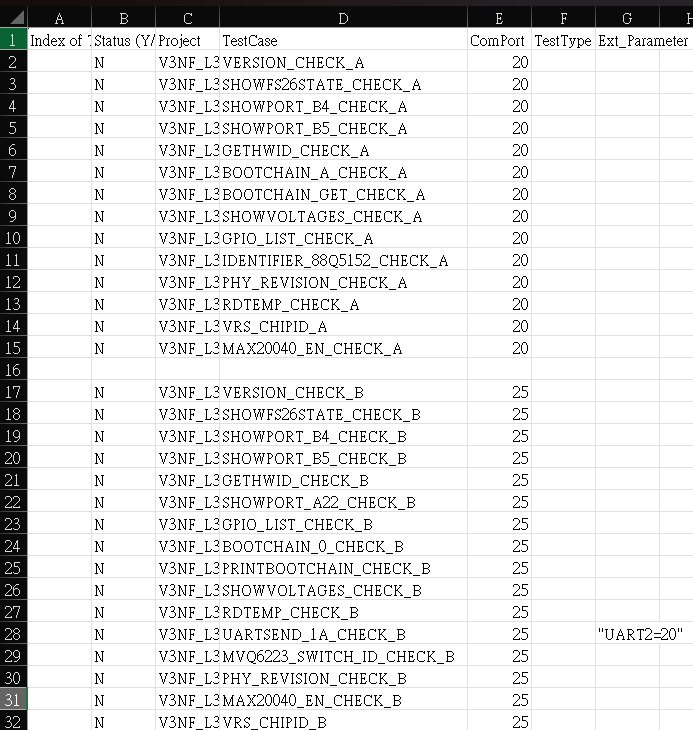 A B C D E F G H
1 Index of T Status (Y/ Project TestCase ComPort TestType Ext_Parameter
2 N V3NF_L3 VERSION_CHECK_A 20
3 N V3NF_L3 SHOWFS26STATE_CHECK_A 20
4 N V3NF_L3 SHOWPORT_B4_CHECK_A 20
5 N V3NF_L3 SHOWPORT_B5_CHECK_A 20
6 N V3NF_L3 GETHWID_CHECK_A 20
7 N V3NF_L3 BOOTCHAIN_A_CHECK_A 20
8 N V3NF_L3 BOOTCHAIN_GET_CHECK_A 20
9 N V3NF_L3 SHOWVOLTAGES_CHECK_A 20
10 N V3NF_L3 GPIO_LIST_CHECK_A 20
11 N V3NF_L3 IDENTIFIER_88Q5152_CHECK_A 20
12 N V3NF_L3 PHY_REVISION_CHECK_A 20
13 N V3NF_L3 RDTEMP_CHECK_A 20
14 N V3NF_L3 VRS_CHIPID_A 20
15 N V3NF_L3 MAX20040_EN_CHECK_A 20
16
17 N V3NF_L3 VERSION_CHECK_B 25
18 N V3NF_L3 SHOWFS26STATE_CHECK_B 25
19 N V3NF_L3 SHOWPORT_B4_CHECK_B 25
20 N V3NF_L3 SHOWPORT_B5_CHECK_B 25
21 N V3NF_L3 GETHWID_CHECK_B 25
22 N V3NF_L3 SHOWPORT_A22_CHECK_B 25
23 N V3NF_L3 GPIO_LIST_CHECK_B 25
24 N V3NF_L3 BOOTCHAIN_0_CHECK_B 25
25 N V3NF_L3 PRINTBOOTCHAIN_CHECK_B 25
26 N V3NF_L3 SHOWVOLTAGES_CHECK_B 25
27 N V3NF_L3 RDTEMP_CHECK_B 25
28 N V3NF_L3 UARTSEND_1A_CHECK_B 25 "UART2=20"
29 N V3NF_L3 MVQ6223_SWITCH_ID_CHECK_B 25
30 N V3NF_L3 PHY_REVISION_CHECK_B 25
31 N V3NF_L3 MAX20040_EN_CHECK_B 25
32 N V3NF_L3 VRS_CHIPID_B 25